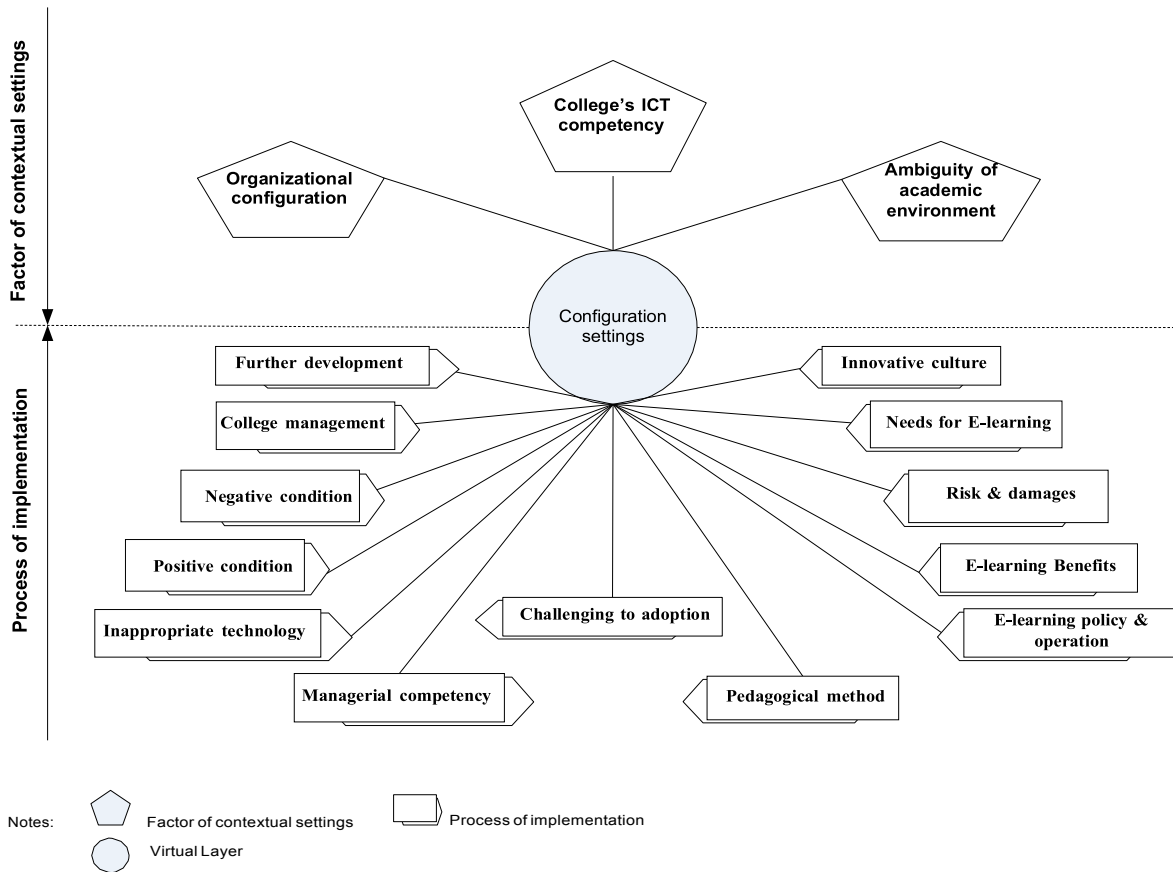 Factor of contextual settings
College's ICT
competency
Organizational
configuration
Ambiguity of
academic
environment
Configuration
settings
Process of implementation
Further development
Innovative culture
College management
Needs for E-learning
Negative condition
Risk & damages
Positive condition
E-learning Benefits
Inappropriate technology
Challenging to adoption
E-learning policy &
operation
Managerial competency
Pedagogical method
Notes:
Factor of contextual settings
Process of implementation
Virtual Layer